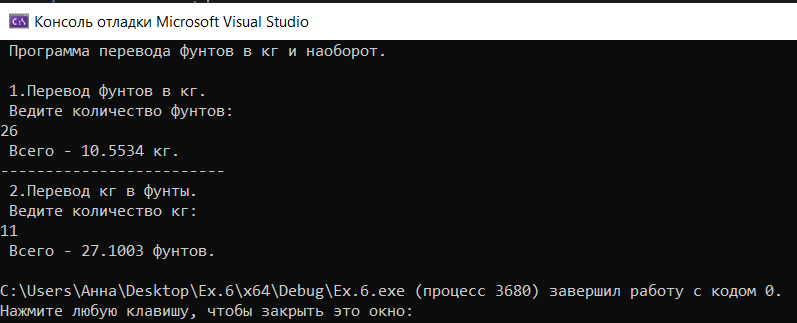 Консоль отладки Microsoft Visual Studio
Программа перевода фунтов в кг и наоборот.
1.Перевод фунтов в кг.
Ведите количество фунтов:
26
Всего - 10.5534 кг.
-------------------------
2.Перевод кг в фунты.
Ведите количество кг:
11
Всего - 27.1003 фунтов.
C:\Users\Анна\Desktop\Ex.6\x64\Debug\Ex.6.exe (процесс 3680) завершил работу с кодом 0.
Нажмите любую клавишу, чтобы закрыть это окно: